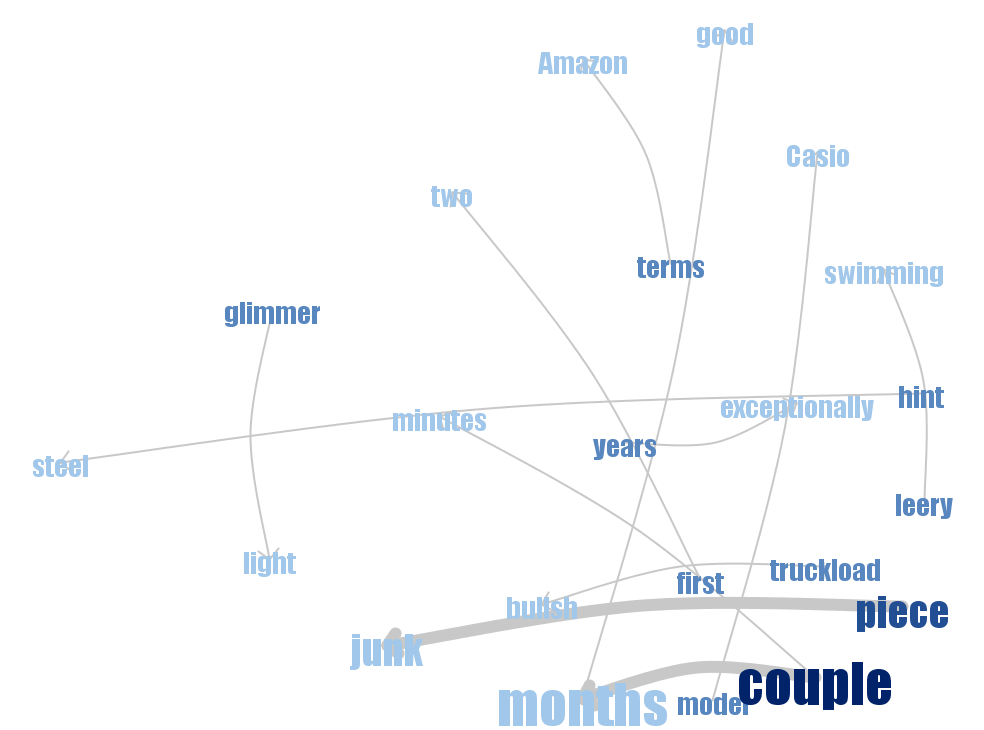 good
Amazon
Casio
two
terms
swimming
glimmer
hint
exceptionally
minutes
years
steel
leery
light
truckload
first
bullsh
piece
junk
couple
months
model